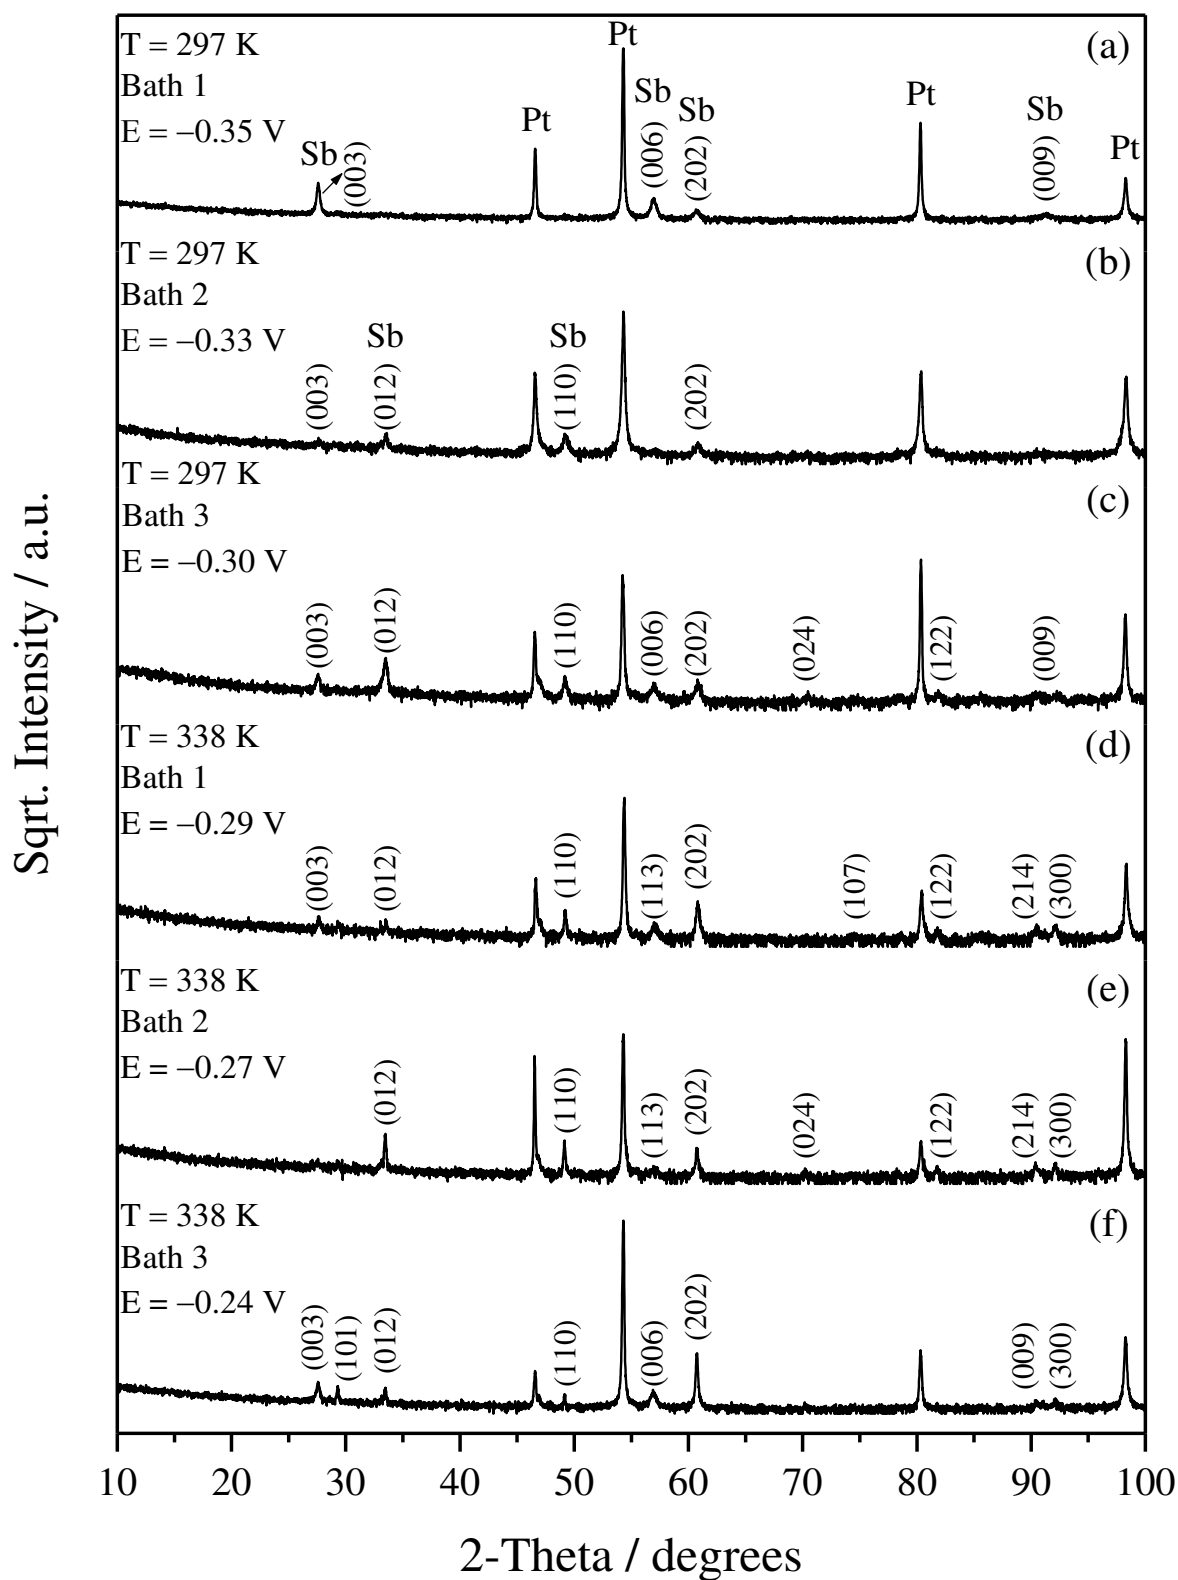 Sqrt. Intensity / a.u.
T = 297 K
Bath 1
E = –0.35 V
(a)
Sb
(003)
Pt
Pt
Sb
(006)
Sb
(202)
Pt
Sb
(009)
Pt
T = 297 K
Bath 2
E = –0.33 V
(b)
(003)
Sb
(012)
Sb
(110)
(202)
T = 297 K
Bath 3
E = –0.30 V
(c)
(003)
(012)
(110)
(006)
(202)
(024)
(122)
(009)
T = 338 K
Bath 1
E = –0.29 V
(d)
(003)
(012)
(110)
(113)
(202)
(107)
(122)
(214)
(300)
T = 338 K
Bath 2
E = –0.27 V
(e)
(012)
(110)
(113)
(202)
(024)
(122)
(214)
(300)
T = 338 K
Bath 3
E = –0.24 V
(f)
(003)
(101)
(012)
(110)
(006)
(202)
(009)
(300)
10 20 30 40 50 60 70 80 90 100
2-Theta / degrees